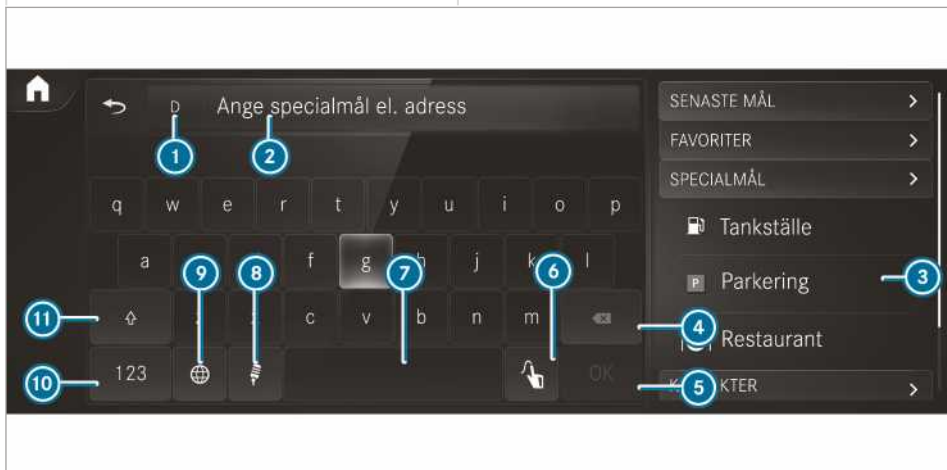 D Ange specialmål el. adress
1 2
q w e r t y u i o p
a f g h j k l
9 8 7 6
11 c v b n m 4
10 123 OK 5
SENASTE MÅL
FAVORITER
SPECIALMÅL
Tankställe
P Parkering 3
Restaurant